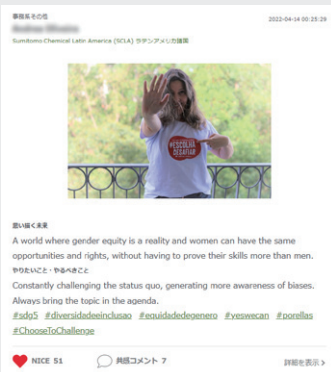 事務系その他
2022-04-14 00:25:29
Sumitomo Chemical Latin America (SCLA) ラテンアメリカ諸国
#ESCOLHO
DESAFIAR
思い描く未来
A world where gender equity is a reality and women can have the same
opportunities and rights, without having to prove their skills more than men.
やりたいこと・やるべきこと
Constantly challenging the status quo, generating more awareness of biases.
Always bring the topic in the agenda.
#sdg5 #diversidadeeinclusao #equidadedegenero #yeswecan #porellas
#ChooseToChallenge
NICE 51
共感コメント 7
詳細を表示 >